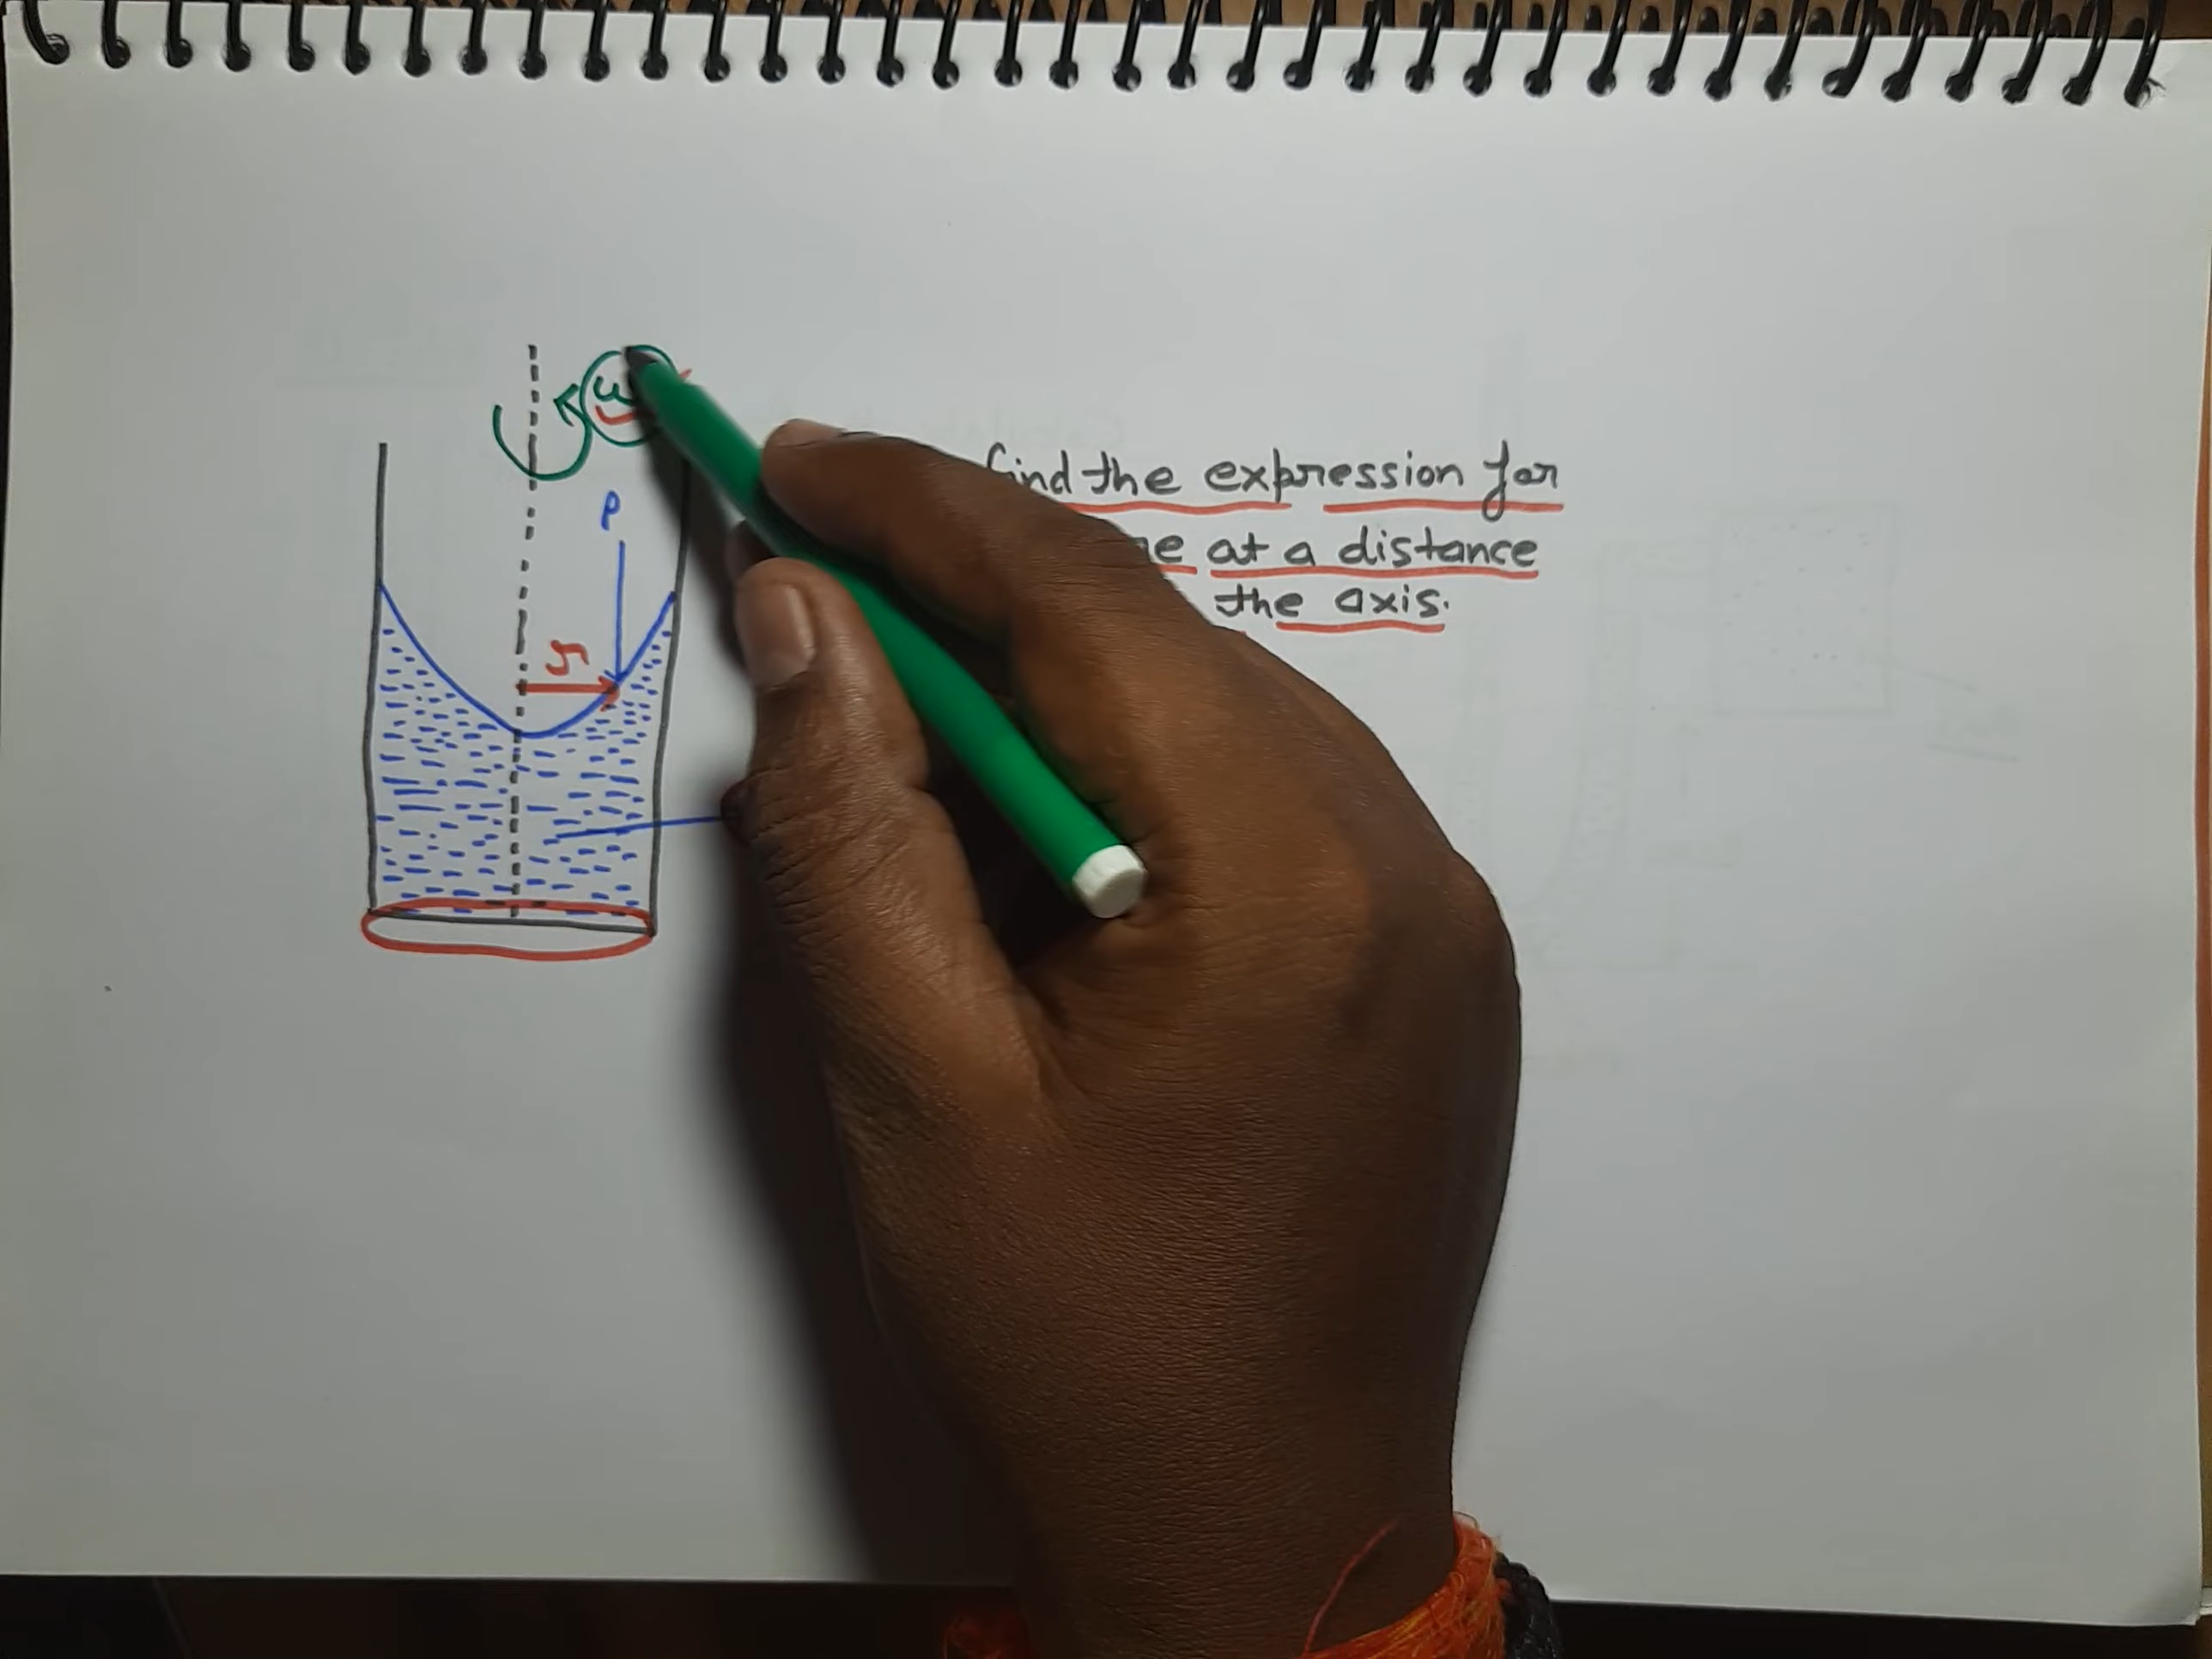 ω
P
r
find the expression for
at a distance
the axis.